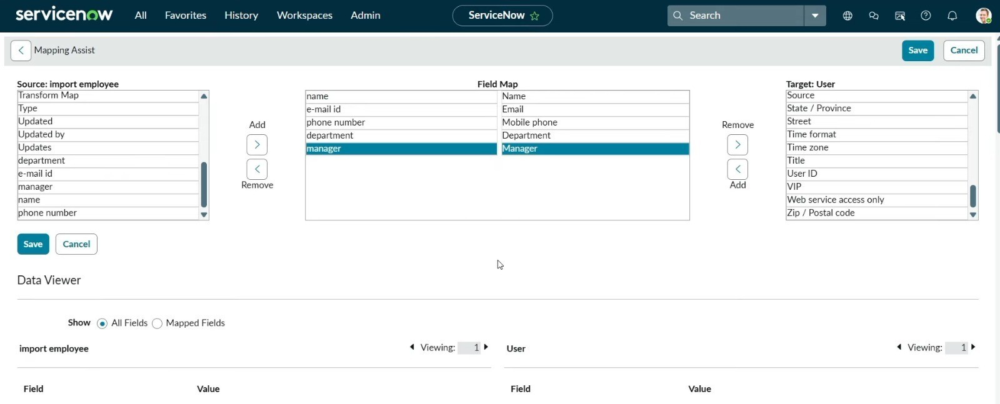 servicenow All Favorites History Workspaces Admin ServiceNow Search
Mapping Assist Save Cancel
Source: import employee
Transform Map
Type
Updated
Updated by
Updates
department
e-mail id
manager
name
phone number
Add
Remove
Field Map
name Name
e-mail id Email
phone number Mobile phone
department Department
manager Manager
Remove
Add
Target: User
Source
State / Province
Street
Time format
Time zone
Title
User ID
VIP
Web service access only
Zip / Postal code
Save Cancel
Data Viewer
Show All Fields Mapped Fields
import employee Viewing: 1 User Viewing: 1
Field Value Field Value